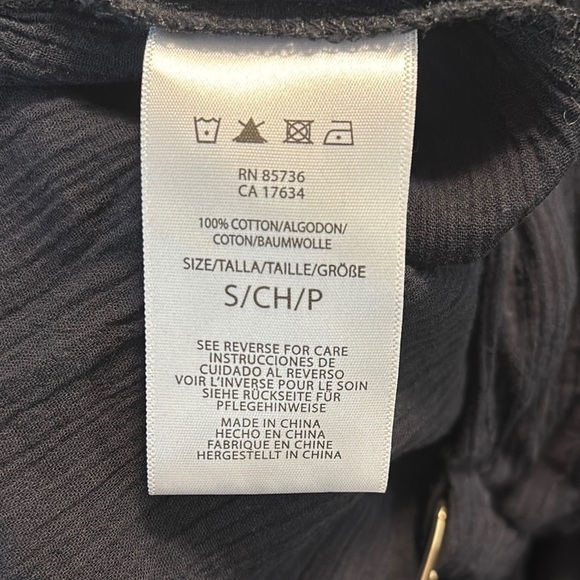 RN 85736
CA 17634
100% COTTON/ALGODON/
COTON/BAUMWOLLE
SIZE/TALLA/TAILLE/GRÖßE
S/CH/P
SEE REVERSE FOR CARE
INSTRUCCIONES DE
CUIDADO AL REVERSO
VOIR L'INVERSE POUR LE SOIN
SIEHE RÜCKSEITE FÜR
PFLEGEHINWEISE
MADE IN CHINA
HECHO EN CHINA
FABRIQUE EN CHINE
HERGESTELLT IN CHINA